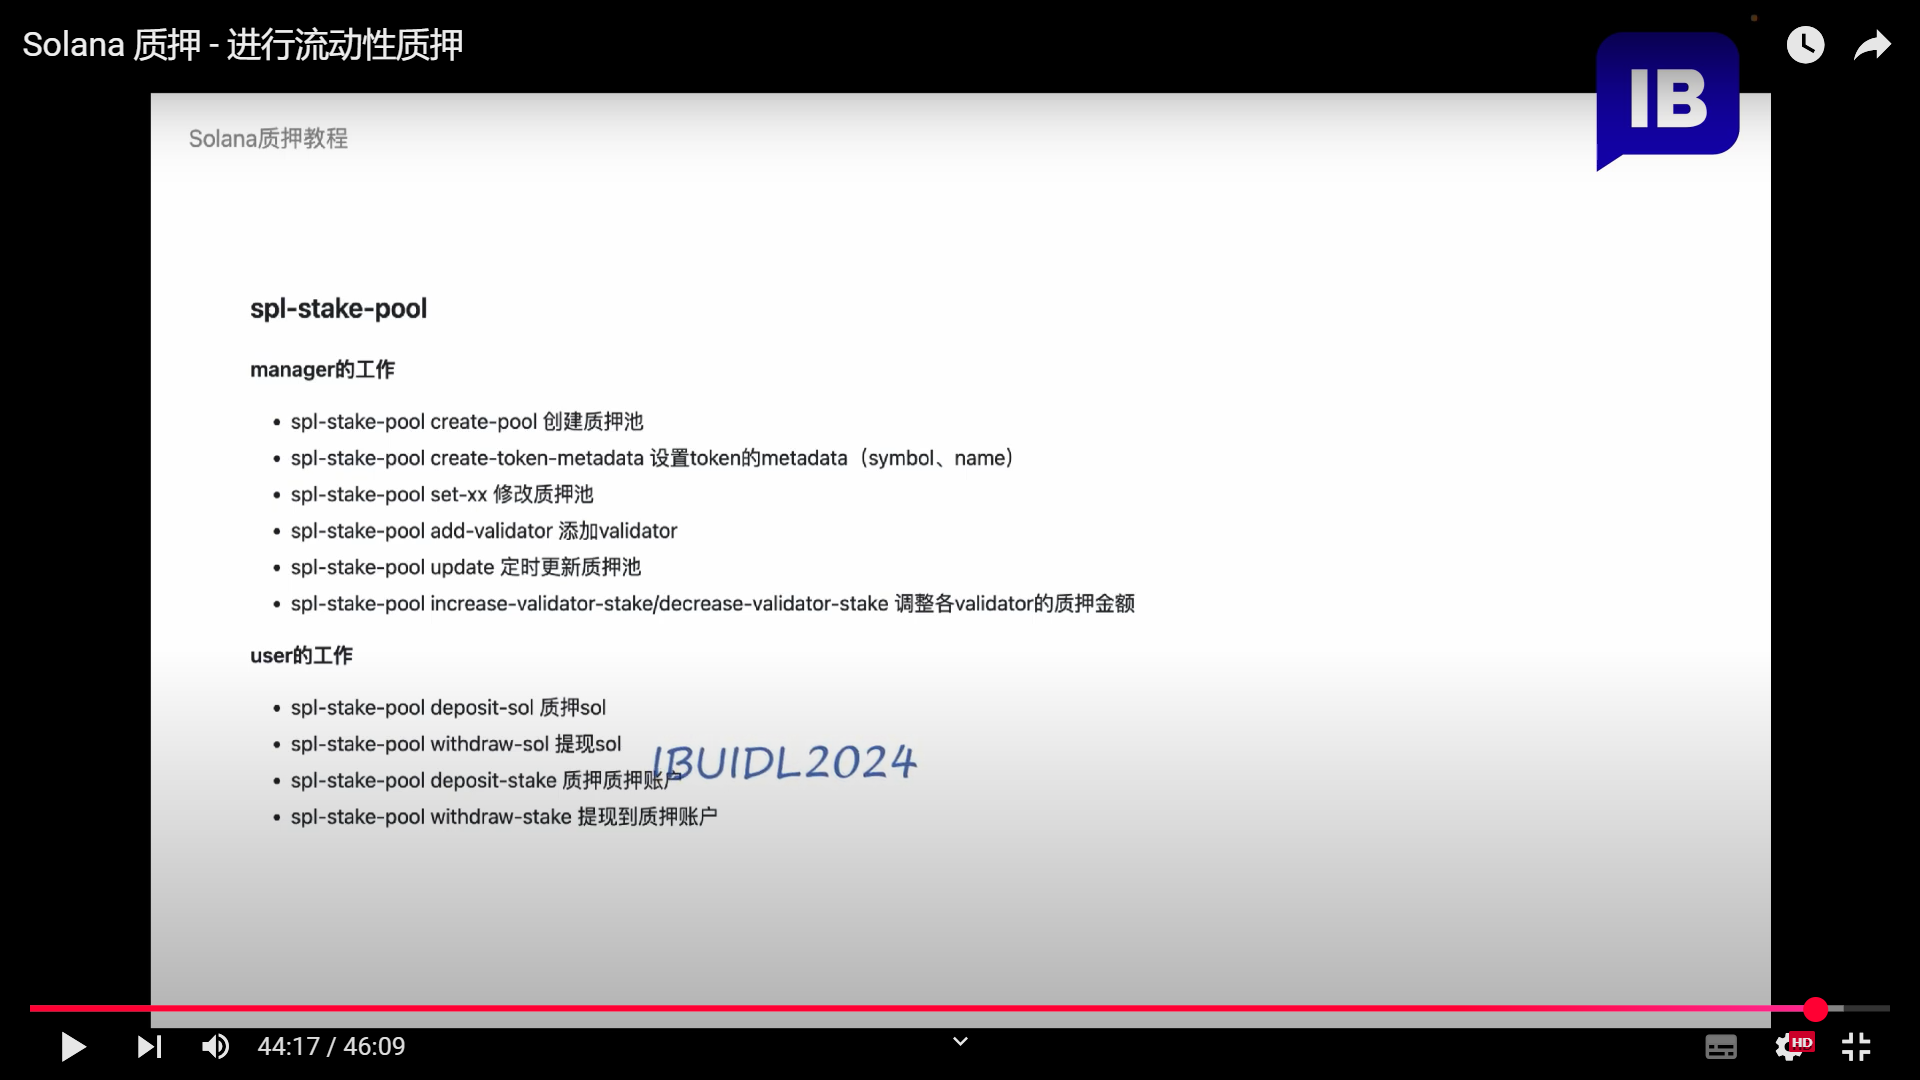 Solana 质押 - 进行流动性质押
IB
Solana质押教程
spl-stake-pool
manager的工作
• spl-stake-pool create-pool 创建质押池
• spl-stake-pool create-token-metadata 设置token的metadata（symbol、name）
• spl-stake-pool set-xx 修改质押池
• spl-stake-pool add-validator 添加validator
• spl-stake-pool update 定时更新质押池
• spl-stake-pool increase-validator-stake/decrease-validator-stake 调整各validator的质押金额
user的工作
• spl-stake-pool deposit-sol 质押sol
• spl-stake-pool withdraw-sol 提现sol
IBUIDL2024
• spl-stake-pool deposit-stake 质押质押账户
• spl-stake-pool withdraw-stake 提现到质押账户
44:17 / 46:09
HD